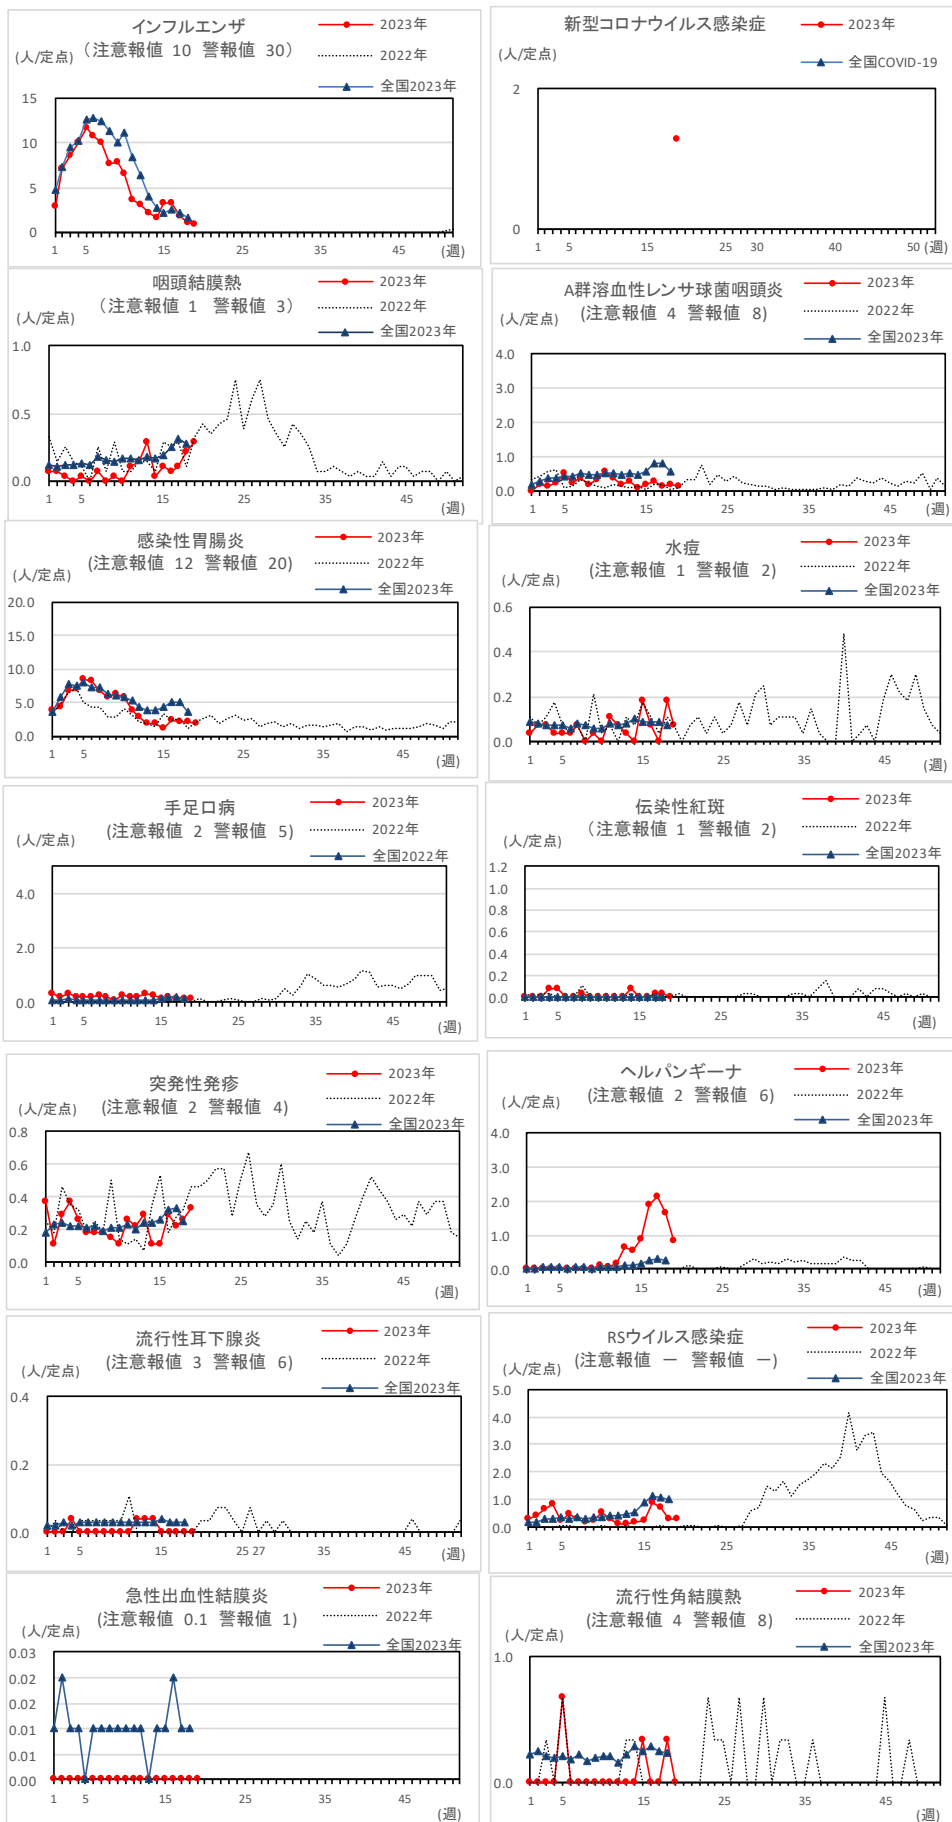 インフルエンザ
（注意報値 10 警報値 30）
(人/定点)
2023年
2022年
全国2023年
15
10
5
0
1 5 15 25 35 45 (週)
新型コロナウイルス感染症
(人/定点)
2023年
全国COVID-19
2
0
1 5 15 25 30 40 50 (週)
咽頭結膜熱
（注意報値 1 警報値 3）
(人/定点)
2023年
2022年
全国2023年
1.0
0.5
0.0
1 5 15 25 35 45 (週)
A群溶血性レンサ球菌咽頭炎
(注意報値 4 警報値 8)
(人/定点)
2023年
2022年
全国2023年
4.0
3.0
2.0
1.0
0.0
1 5 15 25 35 45 (週)
感染性胃腸炎
(注意報値 12 警報値 20)
(人/定点)
2023年
2022年
全国2023年
20.0
15.0
10.0
5.0
0.0
1 5 15 25 35 45 (週)
水痘
(注意報値 1 警報値 2)
(人/定点)
2023年
2022年
全国2023年
0.6
0.4
0.2
0.0
1 5 15 25 35 45 (週)
手足口病
(注意報値 2 警報値 5)
(人/定点)
2023年
2022年
全国2022年
4.0
2.0
0.0
1 5 15 25 35 45 (週)
伝染性紅斑
（注意報値 1 警報値 2)
(人/定点)
2023年
2022年
全国2023年
1.2
1.0
0.8
0.6
0.4
0.2
0.0
1 5 15 25 35 45 (週)
突発性発疹
(注意報値 2 警報値 4)
(人/定点)
2023年
2022年
全国2023年
0.8
0.6
0.4
0.2
0.0
1 5 15 25 35 45 (週)
ヘルパンギーナ
(注意報値 2 警報値 6)
(人/定点)
2023年
2022年
全国2023年
4.0
3.0
2.0
1.0
0.0
1 5 15 25 35 45 (週)
流行性耳下腺炎
(注意報値 3 警報値 6)
(人/定点)
2023年
2022年
全国2023年
0.4
0.2
0.0
1 5 15 25 27 35 45 (週)
RSウイルス感染症
(注意報値 ー 警報値 ー)
(人/定点)
2023年
2022年
全国2023年
5.0
4.0
3.0
2.0
1.0
0.0
1 5 15 25 35 45 (週)
急性出血性結膜炎
(注意報値 0.1 警報値 1)
(人/定点)
2023年
2022年
全国2023年
0.03
0.02
0.02
0.01
0.01
0.00
1 5 15 25 35 45 (週)
流行性角結膜熱
(注意報値 4 警報値 8)
(人/定点)
2023年
2022年
全国2023年
1.0
0.0
1 5 15 25 35 45 (週)